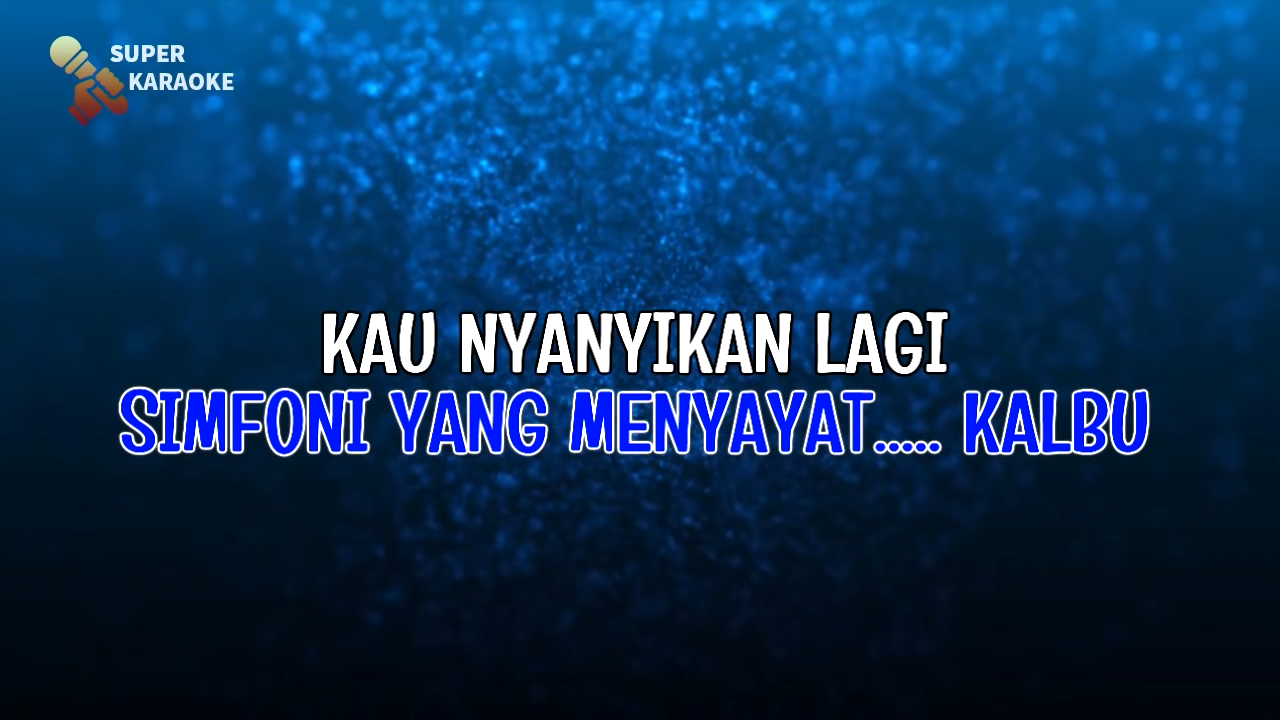 SUPER
KARAOKE
KAU NYANYIKAN LAGI
SIMFONI YANG MENYAYAT..... KALBU